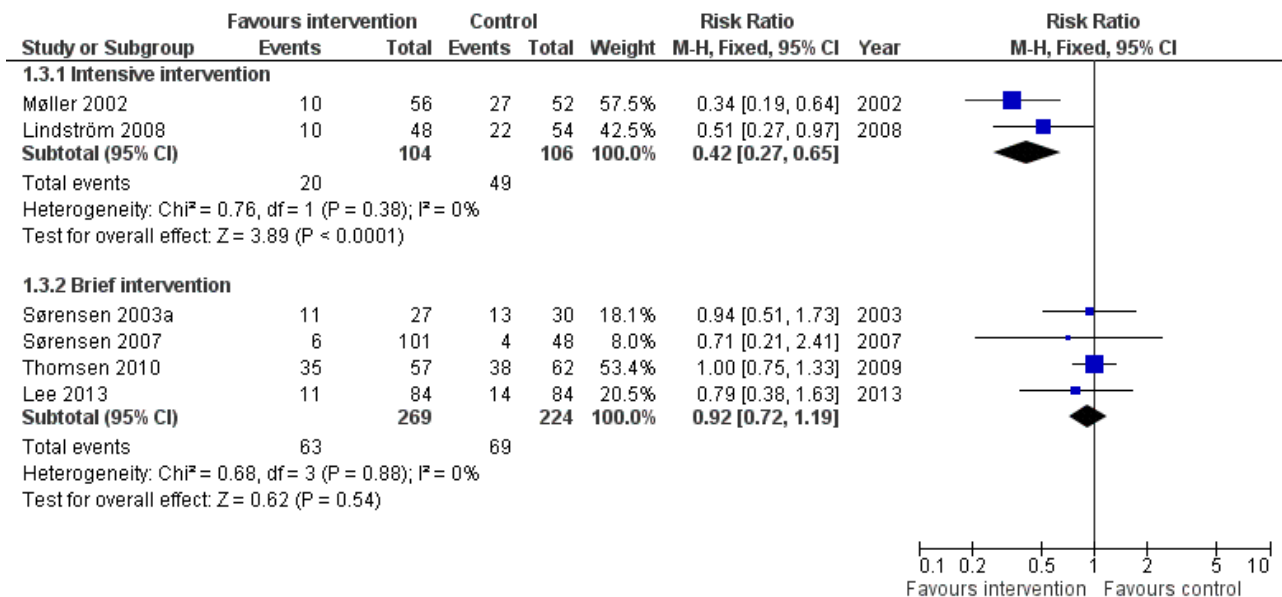 Favours intervention Control Risk Ratio Risk Ratio
Study or Subgroup Events Total Events Total Weight M-H, Fixed, 95% CI Year M-H, Fixed, 95% CI
1.3.1 Intensive intervention
Møller 2002 10 56 27 52 57.5% 0.34 [0.19, 0.64] 2002
Lindström 2008 10 48 22 54 42.5% 0.51 [0.27, 0.97] 2008
Subtotal (95% CI) 104 106 100.0% 0.42 [0.27, 0.65]
Total events 20 49
Heterogeneity: Chi² = 0.76, df = 1 (P = 0.38); I² = 0%
Test for overall effect: Z = 3.89 (P < 0.0001)
1.3.2 Brief intervention
Sørensen 2003a 11 27 13 30 18.1% 0.94 [0.51, 1.73] 2003
Sørensen 2007 6 101 4 48 8.0% 0.71 [0.21, 2.41] 2007
Thomsen 2010 35 57 38 62 53.4% 1.00 [0.75, 1.33] 2009
Lee 2013 11 84 14 84 20.5% 0.79 [0.38, 1.63] 2013
Subtotal (95% CI) 269 224 100.0% 0.92 [0.72, 1.19]
Total events 63 69
Heterogeneity: Chi² = 0.68, df = 3 (P = 0.88); I² = 0%
Test for overall effect: Z = 0.62 (P = 0.54)
0.1 0.2 0.5 1 2 5 10
Favours intervention Favours control